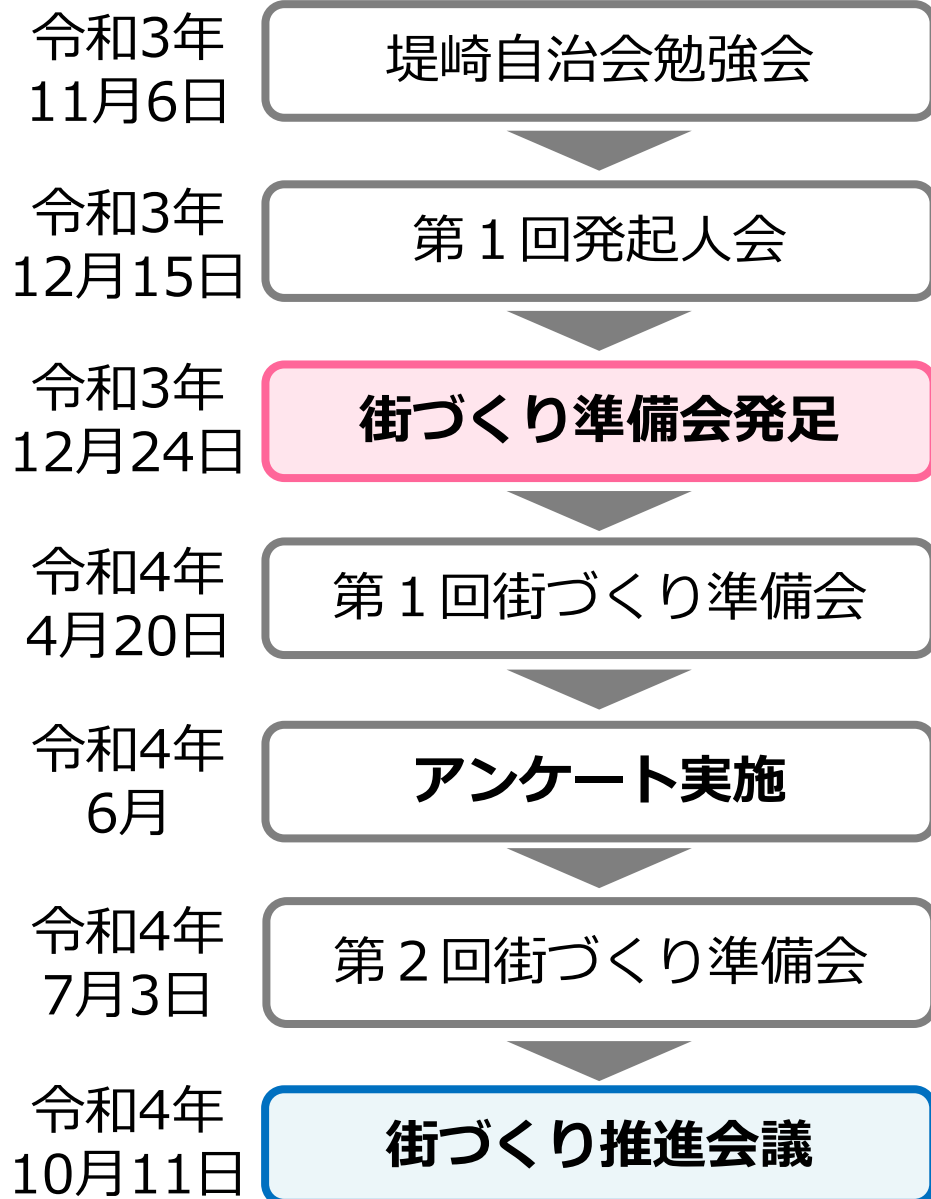 令和3年
11月6日
堤崎自治会勉強会
令和3年
12月15日
第１回発起人会
令和3年
12月24日
街づくり準備会発足
令和4年
4月20日
第１回街づくり準備会
令和4年
6月
アンケート実施
令和4年
7月3日
第２回街づくり準備会
令和4年
10月11日
街づくり推進会議